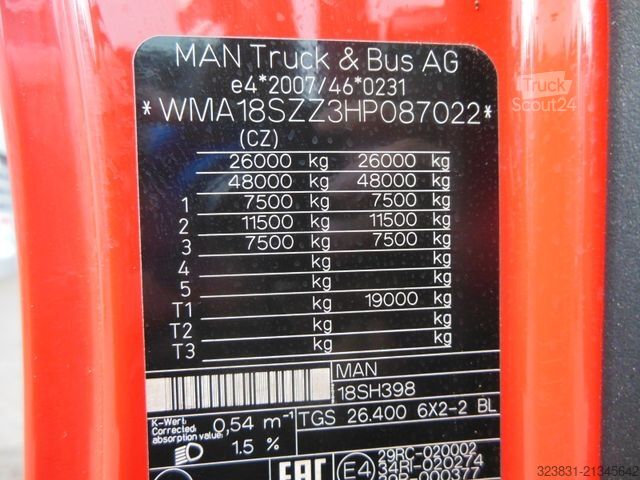 MAN Truck & Bus AG
e4*2007/46*0231
*WMA18SZZ3HP087022*
(CZ)
26000 kg 26000 kg
48000 kg 48000 kg
1 7500 kg 7500 kg
2 11500 kg 11500 kg
3 7500 kg 7500 kg
4 kg kg
5 kg kg
T1 kg 19000 kg
T2 kg kg
T3 kg kg
MAN
18SH398
TGS 26.400 6X2-2 BL
K-Wert:
Corrected
absorption value: 0,54 m-1
1.5 %
EAC
E4
29RC-020002
34RI-020274
Truck
Scout24
323831-21345642